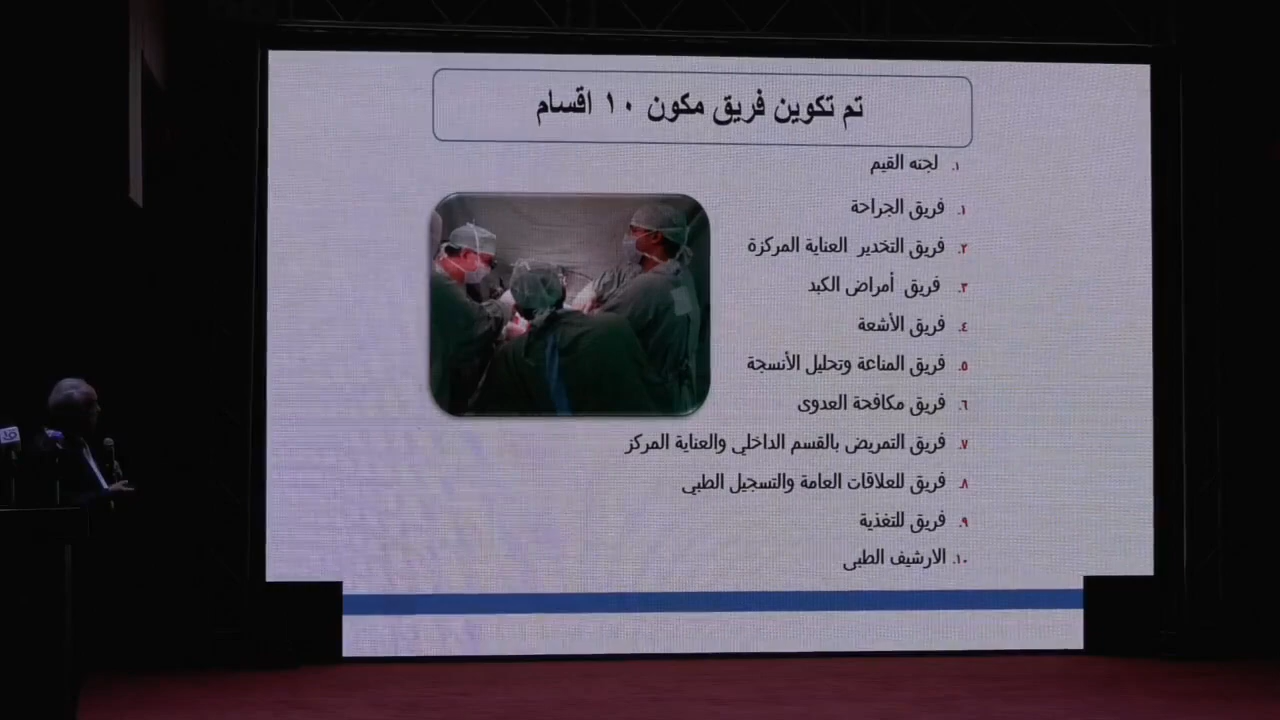 تم تكوين فريق مكون ١٠ اقسام
١. لجنه القيم
١. فريق الجراحة
٢. فريق التخدير العناية المركزة
٣. فريق أمراض الكبد
٤. فريق الأشعة
٥. فريق المناعة وتحليل الأنسجة
٦. فريق مكافحة العدوى
٧. فريق التمريض بالقسم الداخلي والعناية المركز
٨. فريق للعلاقات العامة والتسجيل الطبي
٩. فريق للتغذية
١٠. الارشيف الطبى